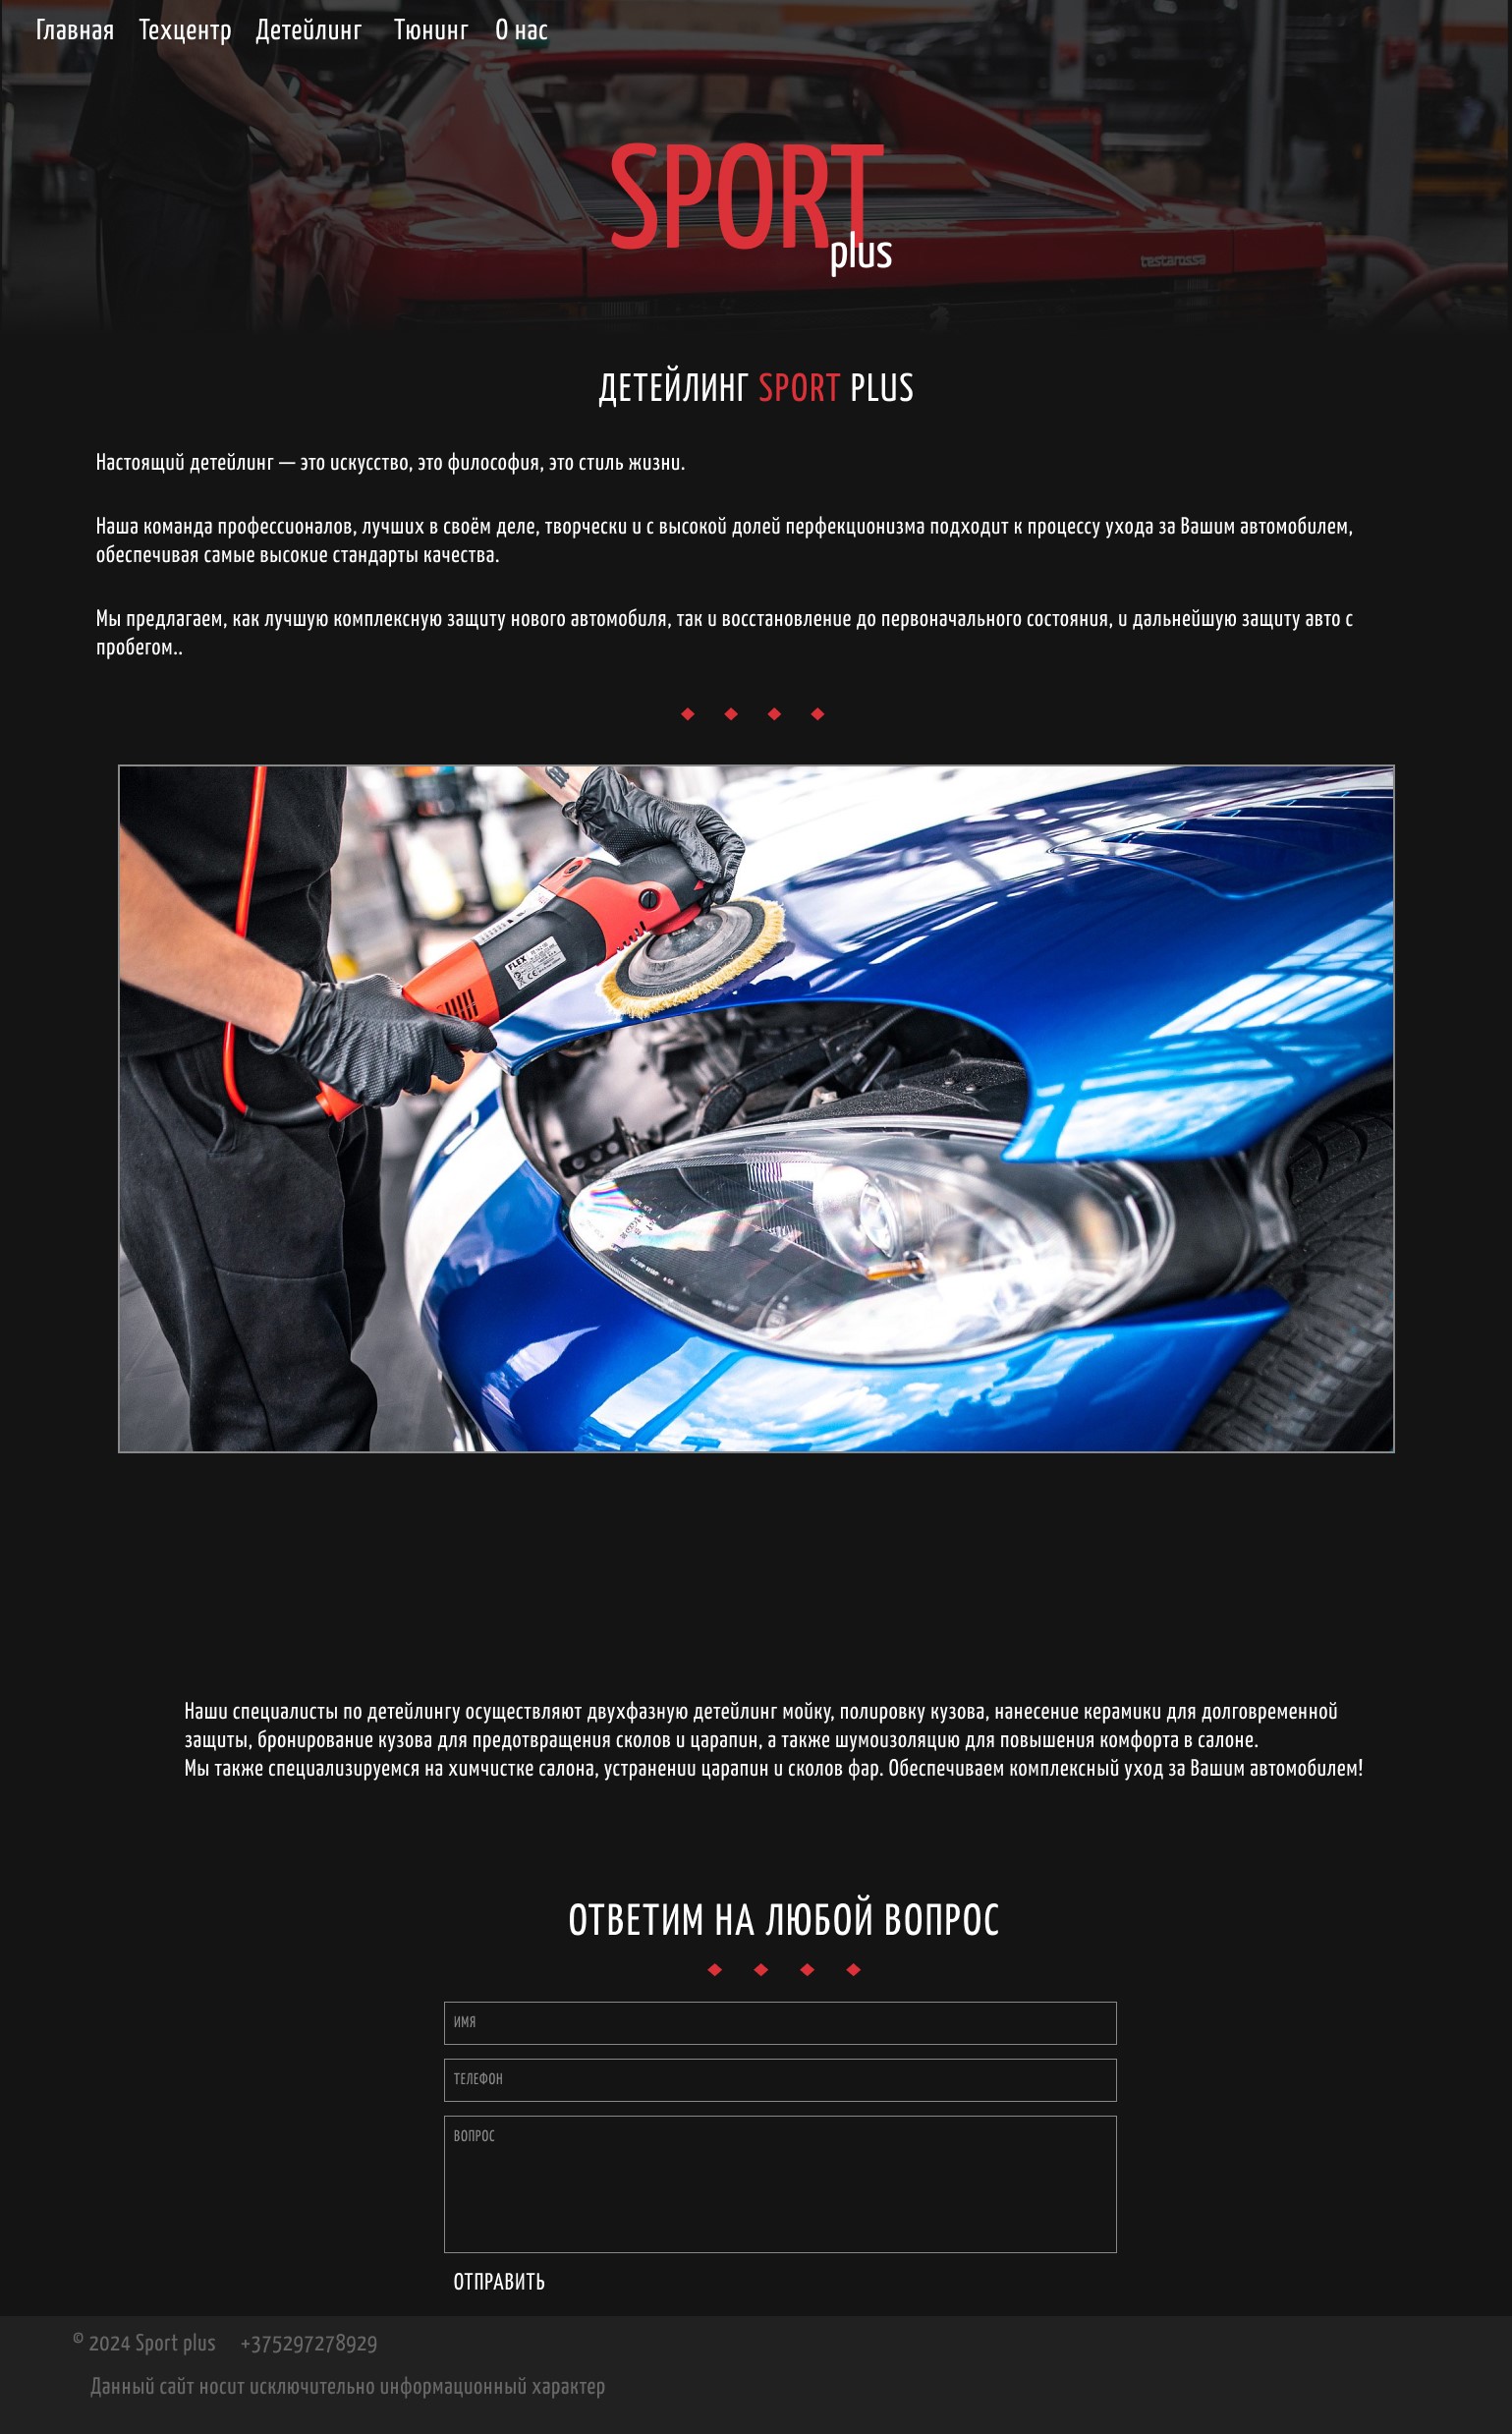 Главная Техцентр Детейлинг Тюнинг О нас
SPORT
plus
testarossa
ДЕТЕЙЛИНГ SPORT PLUS
Настоящий детейлинг — это искусство, это философия, это стиль жизни.
Наша команда профессионалов, лучших в своём деле, творчески и с высокой долей перфекционизма подходит к процессу ухода за Вашим автомобилем,
обеспечивая самые высокие стандарты качества.
Мы предлагаем, как лучшую комплексную защиту нового автомобиля, так и восстановление до первоначального состояния, и дальнейшую защиту авто с
пробегом..
FLEX
Наши специалисты по детейлингу осуществляют двухфазную детейлинг мойку, полировку кузова, нанесение керамики для долговременной
защиты, бронирование кузова для предотвращения сколов и царапин, а также шумоизоляцию для повышения комфорта в салоне.
Мы также специализируемся на химчистке салона, устранении царапин и сколов фар. Обеспечиваем комплексный уход за Вашим автомобилем!
ОТВЕТИМ НА ЛЮБОЙ ВОПРОС
ИМЯ
ТЕЛЕФОН
ВОПРОС
ОТПРАВИТЬ
© 2024 Sport plus +375297278929
Данный сайт носит исключительно информационный характер